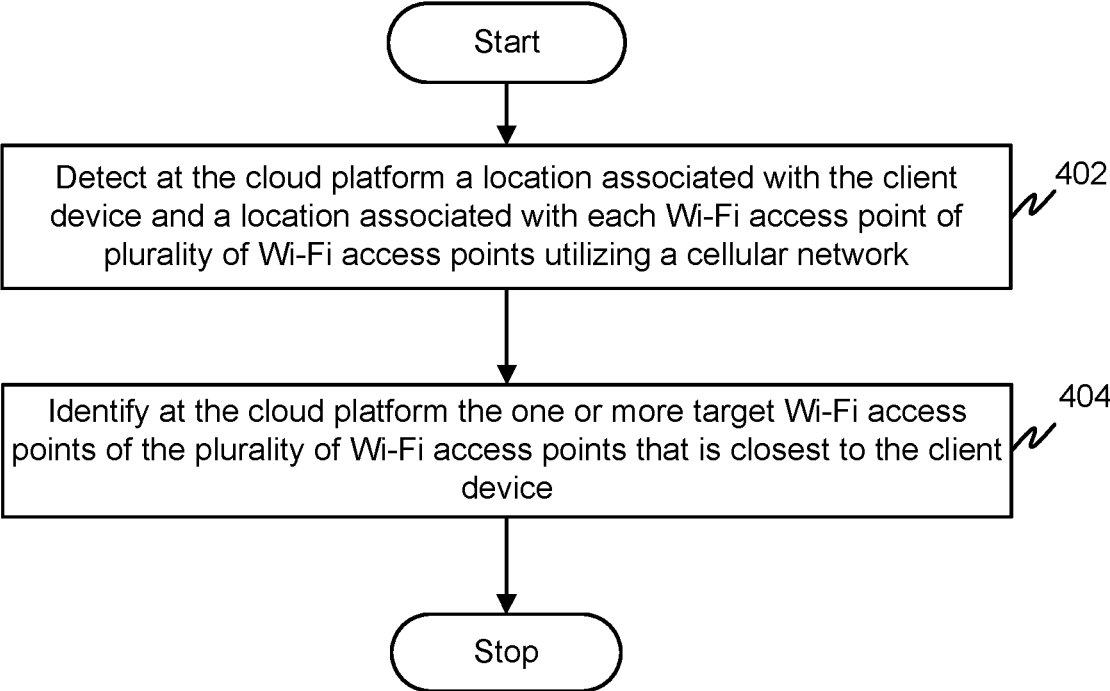 Start
Detect at the cloud platform a location associated with the client
device and a location associated with each Wi-Fi access point of
plurality of Wi-Fi access points utilizing a cellular network
402
Identify at the cloud platform the one or more target Wi-Fi access
points of the plurality of Wi-Fi access points that is closest to the client
device
404
Stop